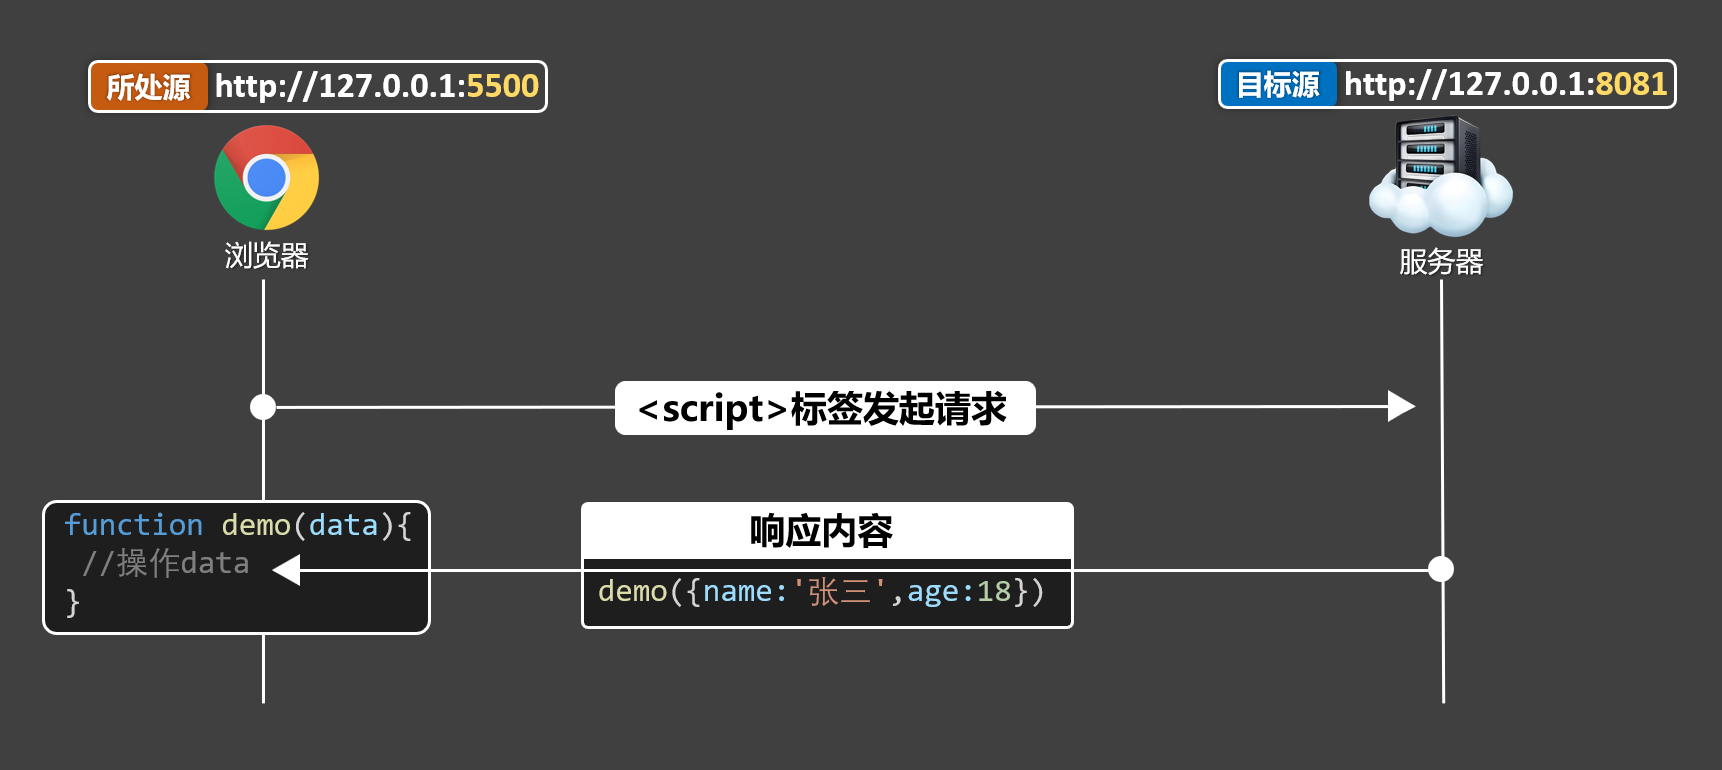 所处源 http://127.0.0.1:5500
目标源 http://127.0.0.1:8081
浏览器
服务器
<script>标签发起请求
function demo(data){
//操作data
}
响应内容
demo({name:'张三',age:18})